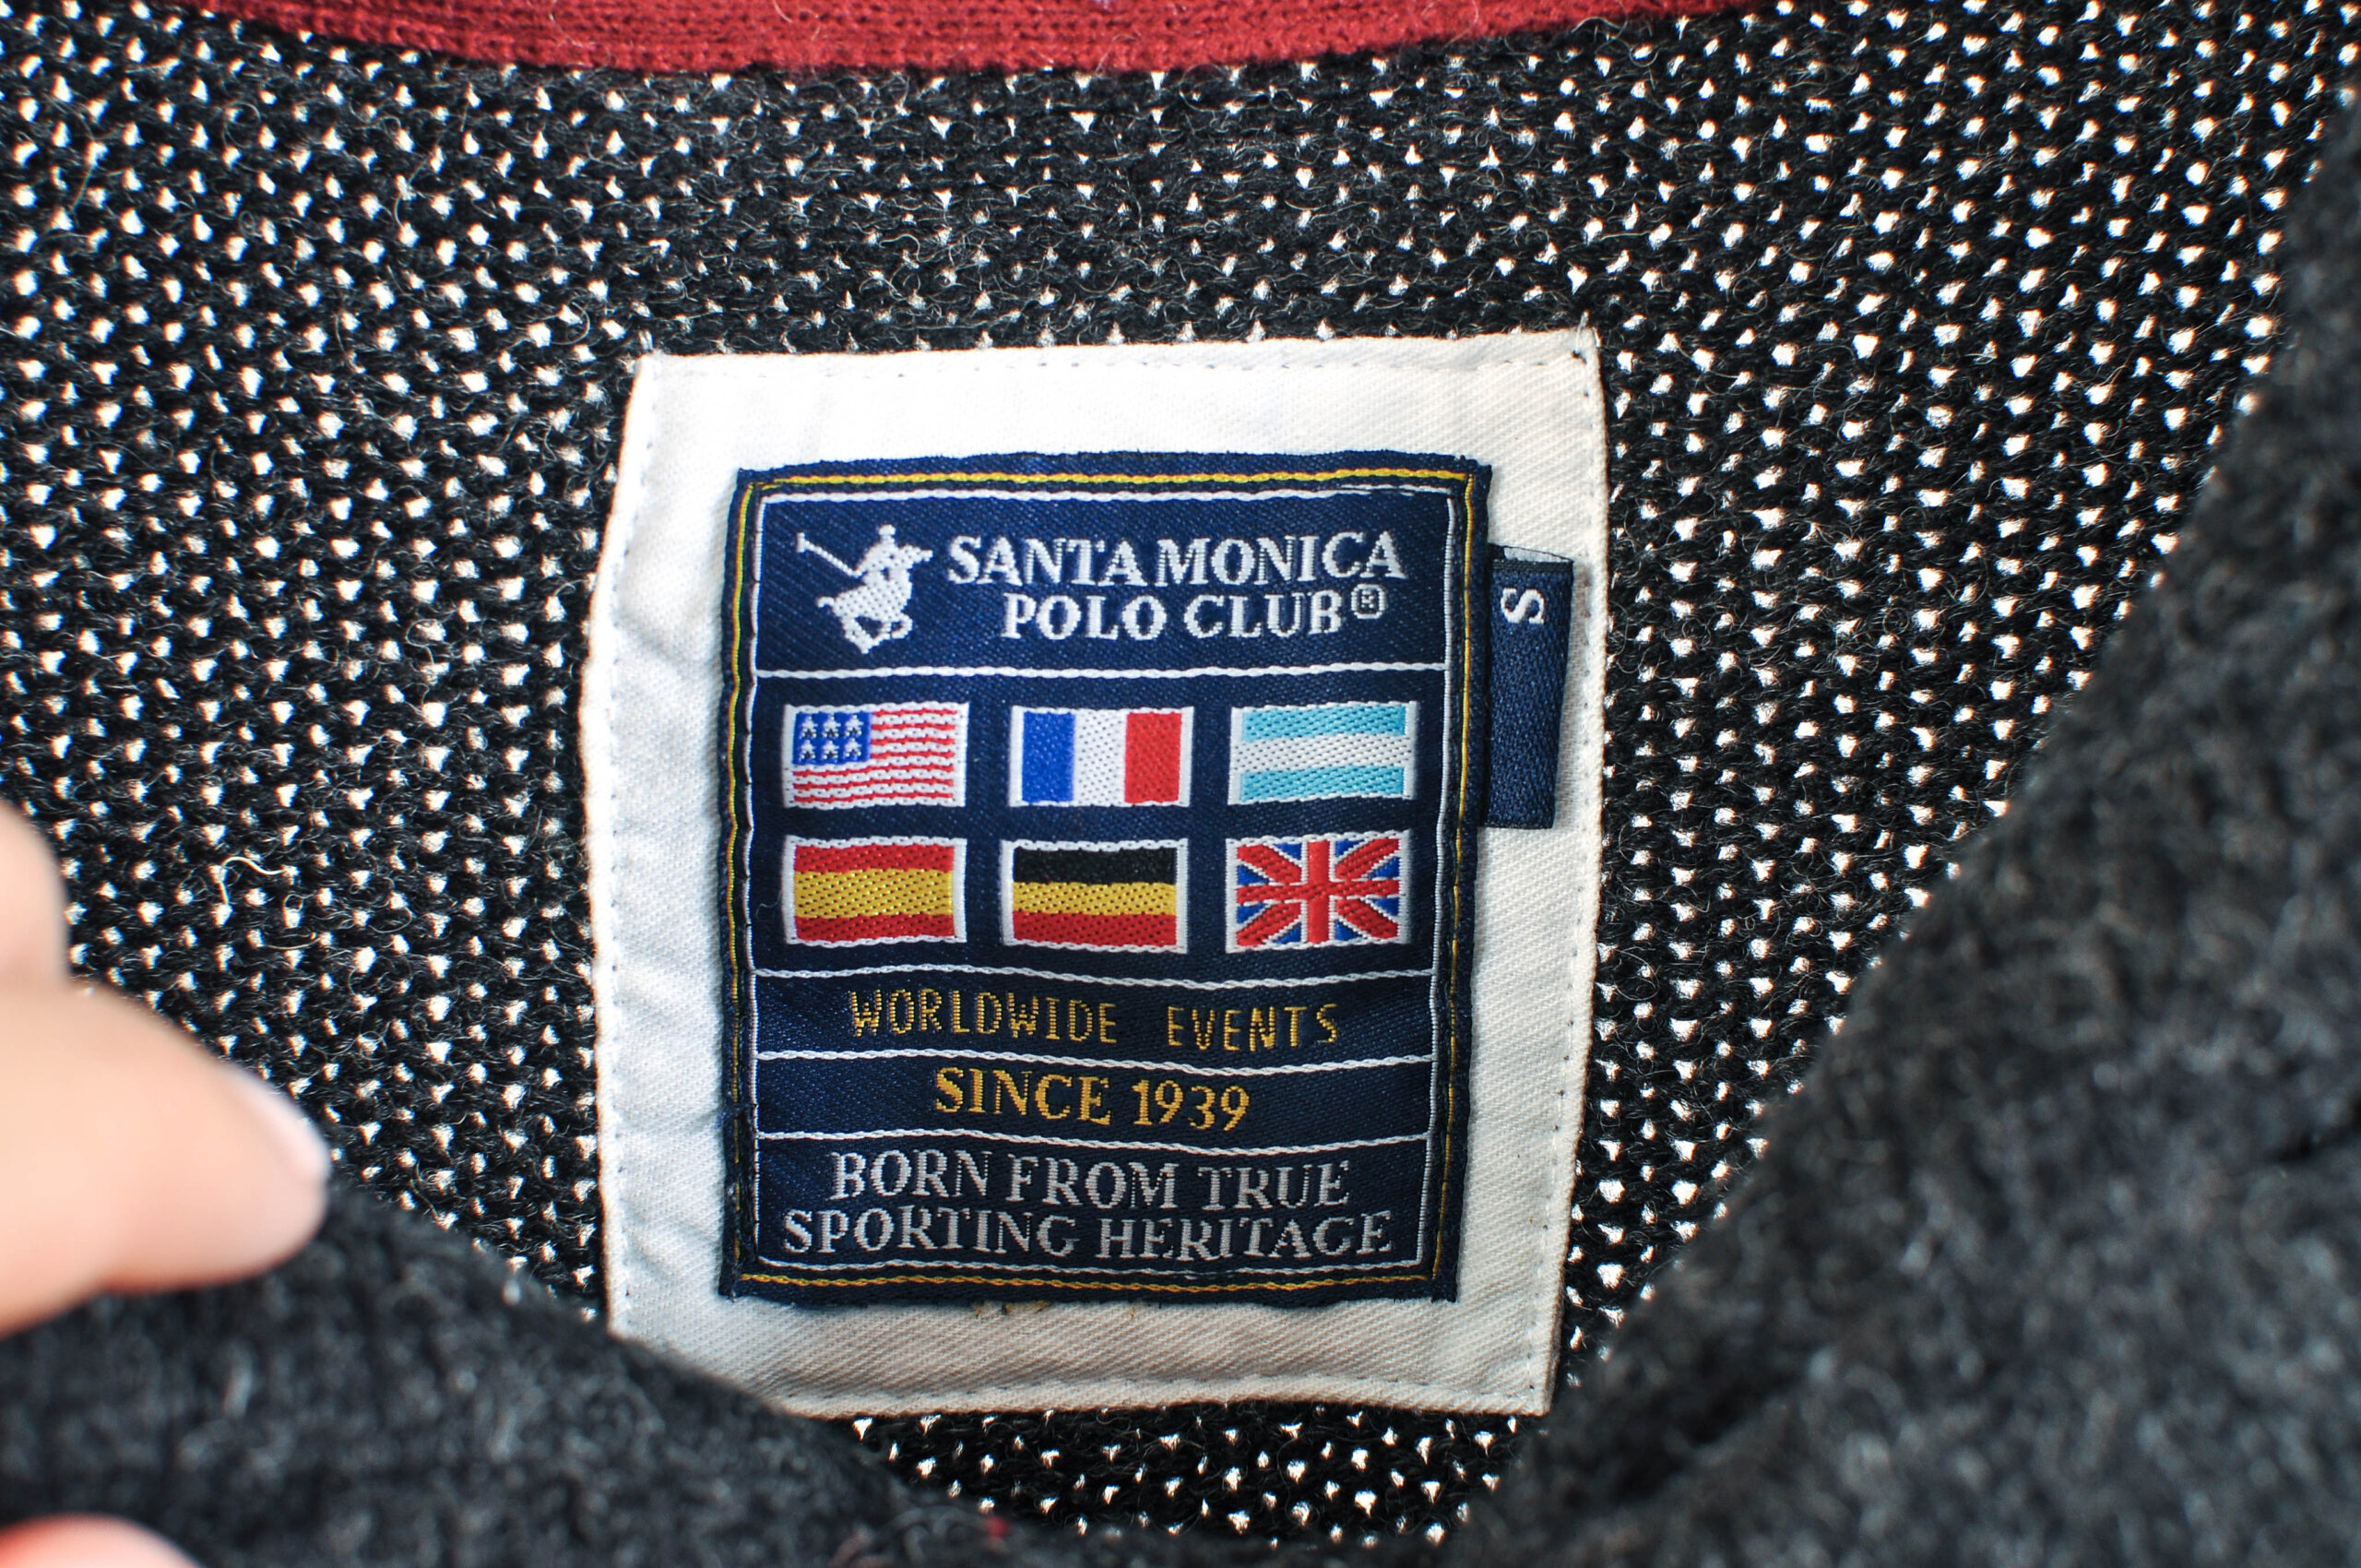 SANTA MONICA
POLO CLUB®
S
WORLDWIDE EVENTS
SINCE 1939
BORN FROM TRUE
SPORTING HERITAGE